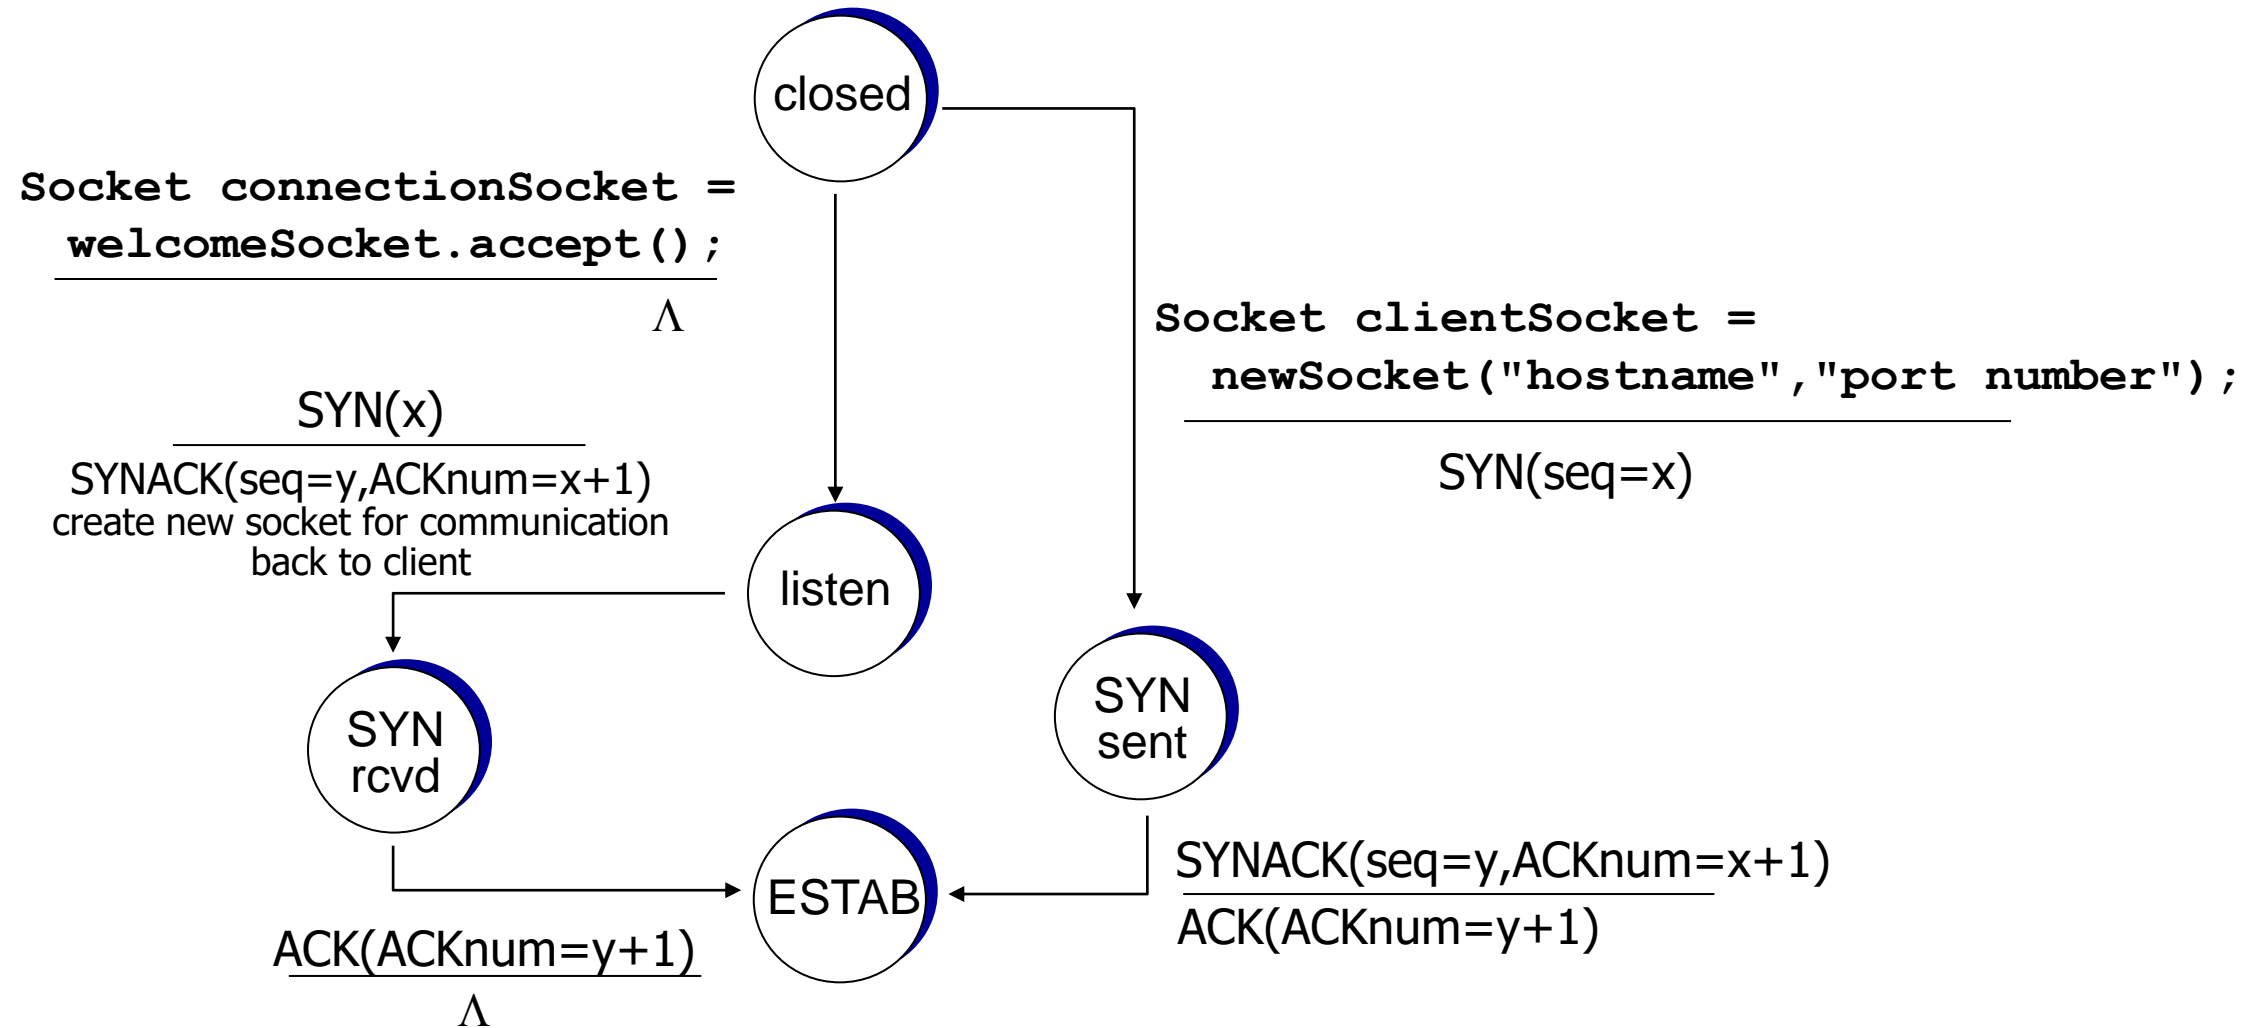 closed
Socket connectionSocket =
welcomeSocket.accept();
Λ
Socket clientSocket =
newSocket("hostname","port number");
SYN(seq=x)
SYN(x)
SYNACK(seq=y,ACKnum=x+1)
create new socket for communication
back to client
listen
SYN
rcvd
SYN
sent
ESTAB
SYNACK(seq=y,ACKnum=x+1)
ACK(ACKnum=y+1)
ACK(ACKnum=y+1)
Λ